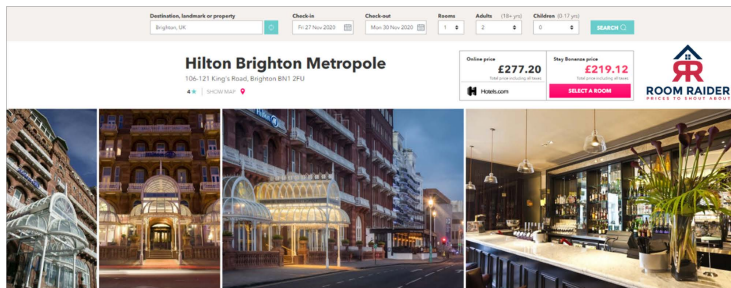 Destination, landmark or property
Check-in
Check-out
Rooms
Adults (18+ yrs)
Children (0-17 yrs)
Brighton, UK
Fri 27 Nov 2020
Mon 30 Nov 2020
1
2
0
SEARCH
Hilton Brighton Metropole
106-121 King's Road, Brighton BN1 2FU
4 SHOW MAP
Online price
£277.20
Total price including all taxes
Hotels.com
Stay Bonanza price
£219.12
Total price including all taxes
SELECT A ROOM
ROOM RAIDER
PRICES TO SHOUT ABOUT